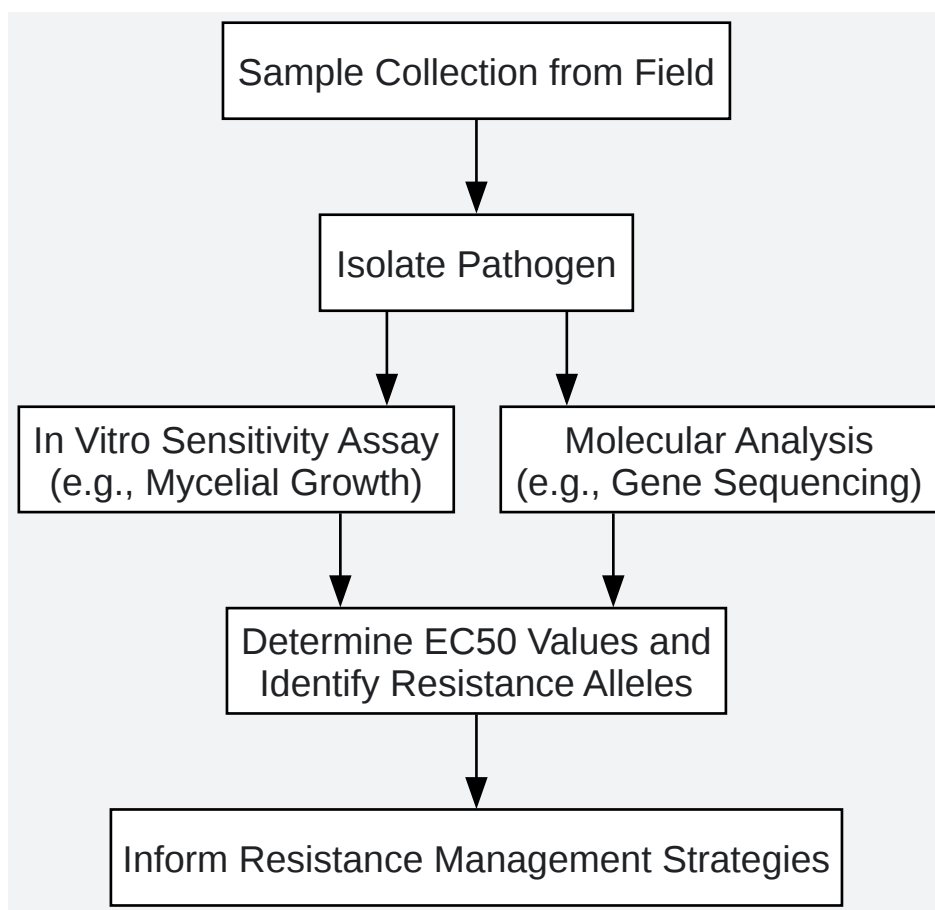 Sample Collection from Field
Isolate Pathogen
In Vitro Sensitivity Assay
(e.g., Mycelial Growth)
Molecular Analysis
(e.g., Gene Sequencing)
Determine EC50 Values and
Identify Resistance Alleles
Inform Resistance Management Strategies